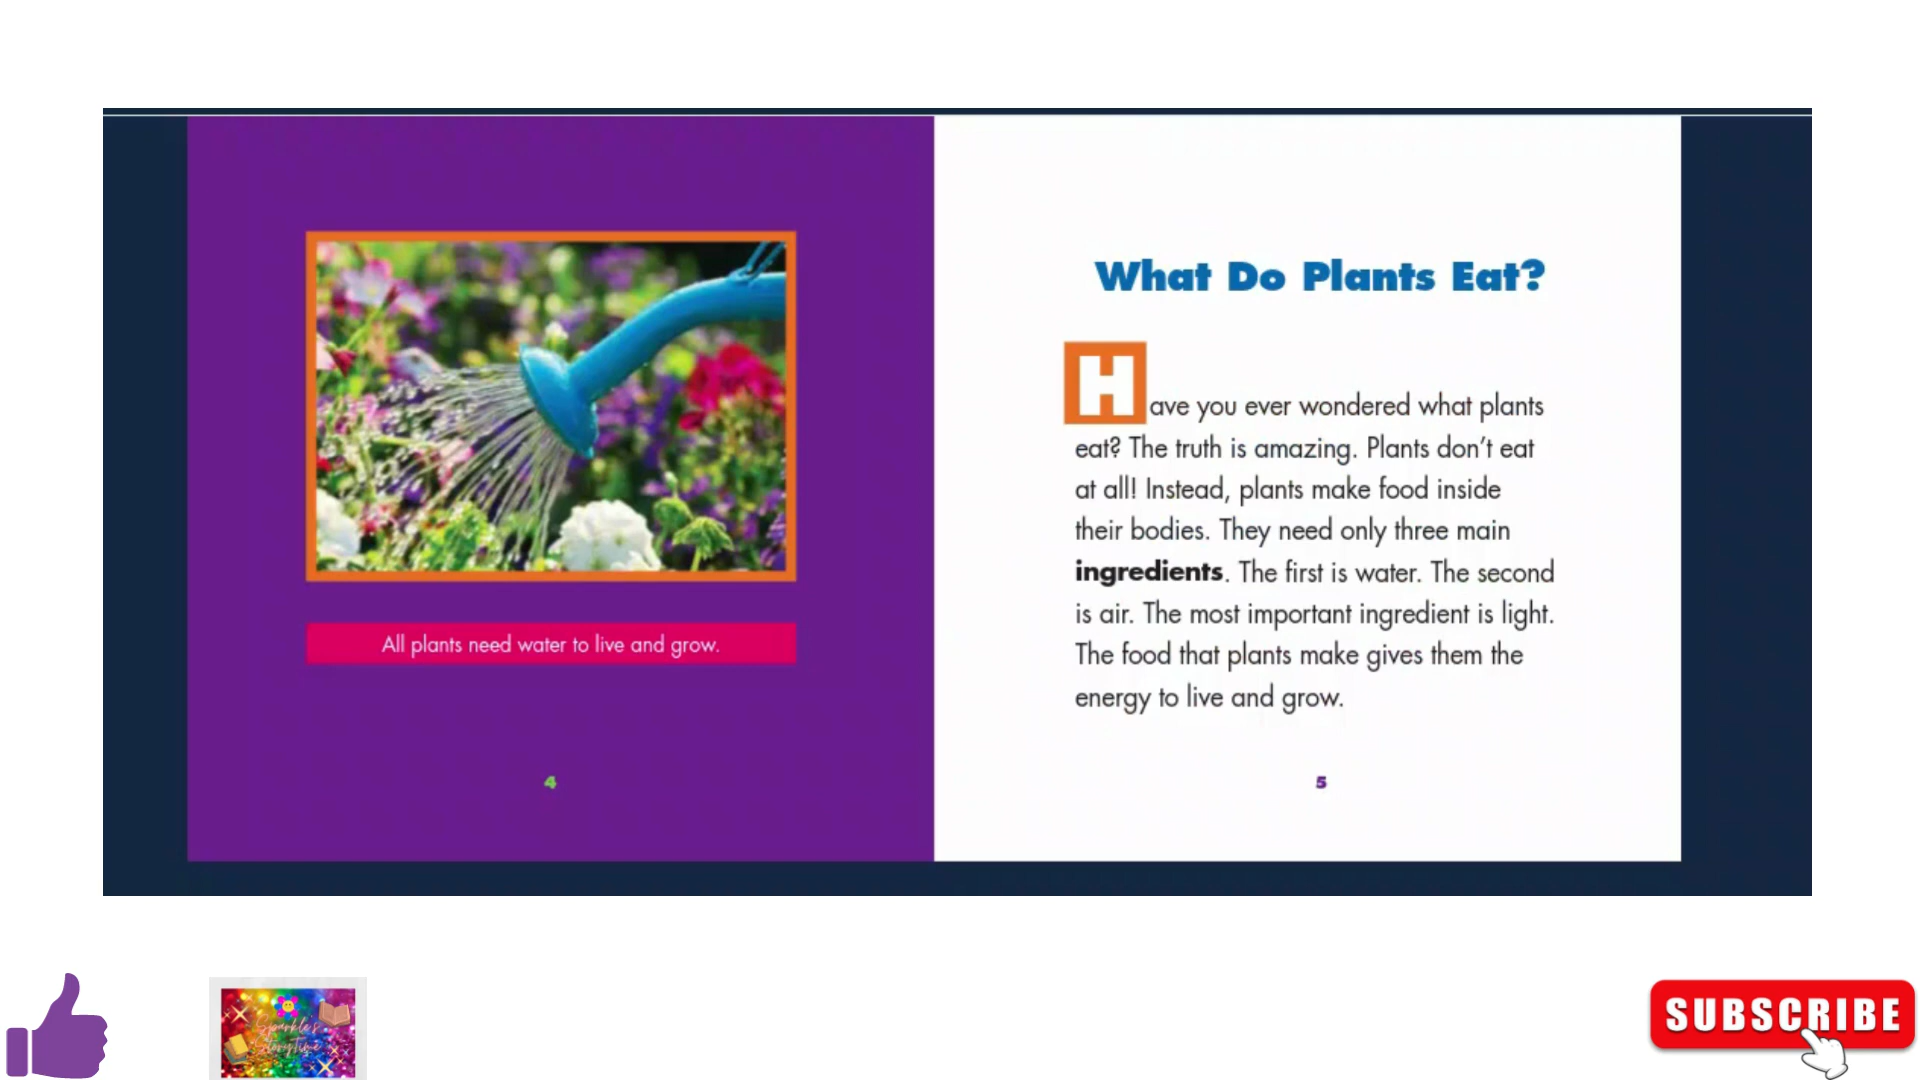 All plants need water to live and grow.
4
What Do Plants Eat?
Have you ever wondered what plants
eat? The truth is amazing. Plants don’t eat
at all! Instead, plants make food inside
their bodies. They need only three main
ingredients. The first is water. The second
is air. The most important ingredient is light.
The food that plants make gives them the
energy to live and grow.
5
Sparkle's
Storytime
SUBSCRIBE